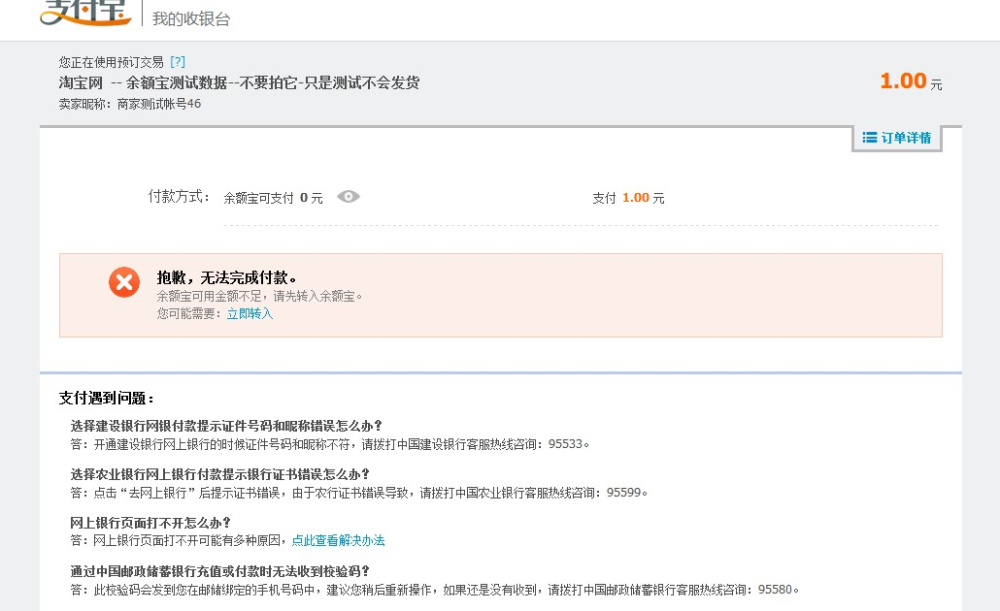 支付宝 我的收银台
您正在使用预订交易 [?]
淘宝网 -- 余额宝测试数据--不要拍它-只是测试不会发货
1.00 元
卖家昵称：商家测试帐号46
订单详情
付款方式： 余额宝可支付 0 元 支付 1.00 元
抱歉，无法完成付款。
余额宝可用金额不足，请先转入余额宝。
您可能需要：立即转入
支付遇到问题：
选择建设银行网银付款提示证件号码和昵称错误怎么办？
答：开通建设银行网上银行的时候证件号码和昵称不符，请拨打中国建设银行客服热线咨询：95533。
选择农业银行网上银行付款提示银行证书错误怎么办？
答：点击“去网上银行”后提示证书错误，由于农行证书错误导致，请拨打中国农业银行客服热线咨询：95599。
网上银行页面打不开怎么办？
答：网上银行页面打不开可能有多种原因，点此查看解决办法
通过中国邮政储蓄银行充值或付款时无法收到校验码？
答：此校验码会发到您在邮储绑定的手机号码中，建议您稍后重新操作，如果还是没有收到，请拨打中国邮政储蓄银行客服热线咨询：95580。